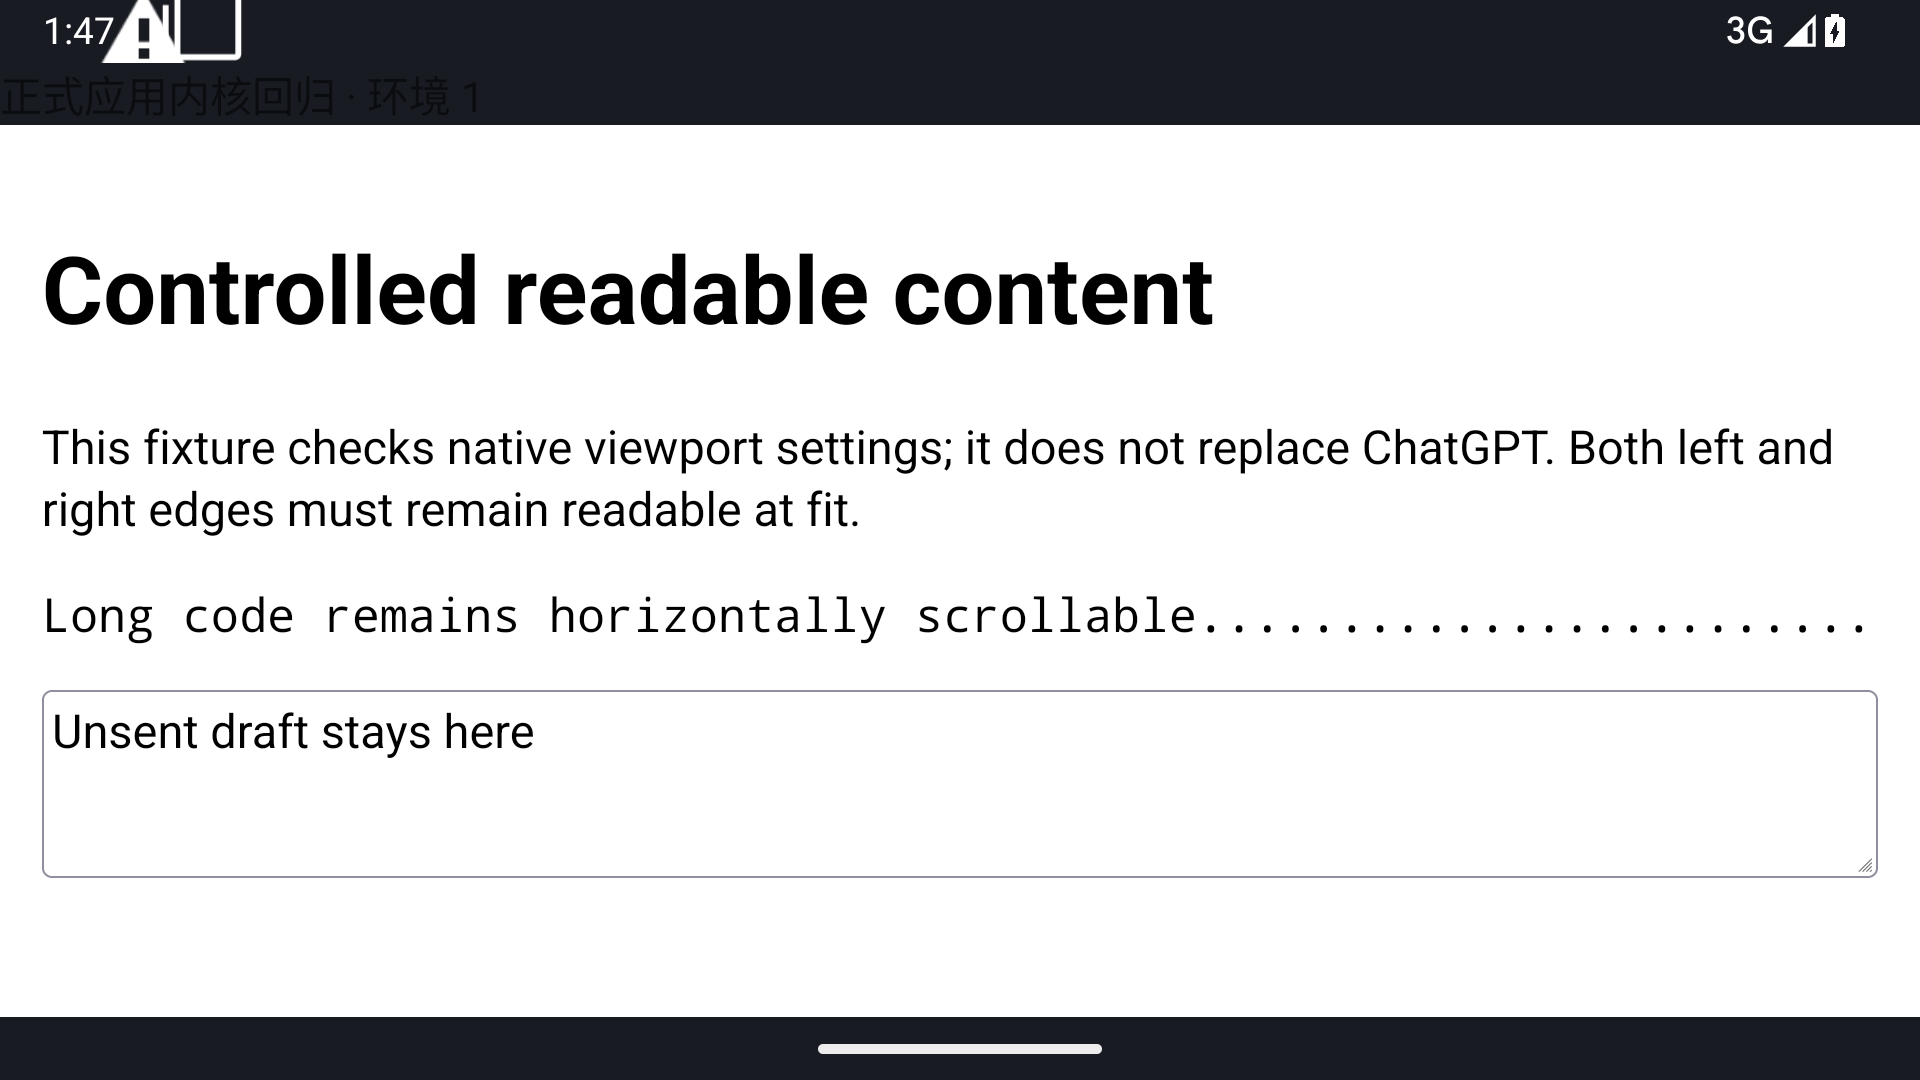 1:47
3G
正式应用内核回归 · 环境 1
Controlled readable content
This fixture checks native viewport settings; it does not replace ChatGPT. Both left and
right edges must remain readable at fit.
Long code remains horizontally scrollable........................
Unsent draft stays here